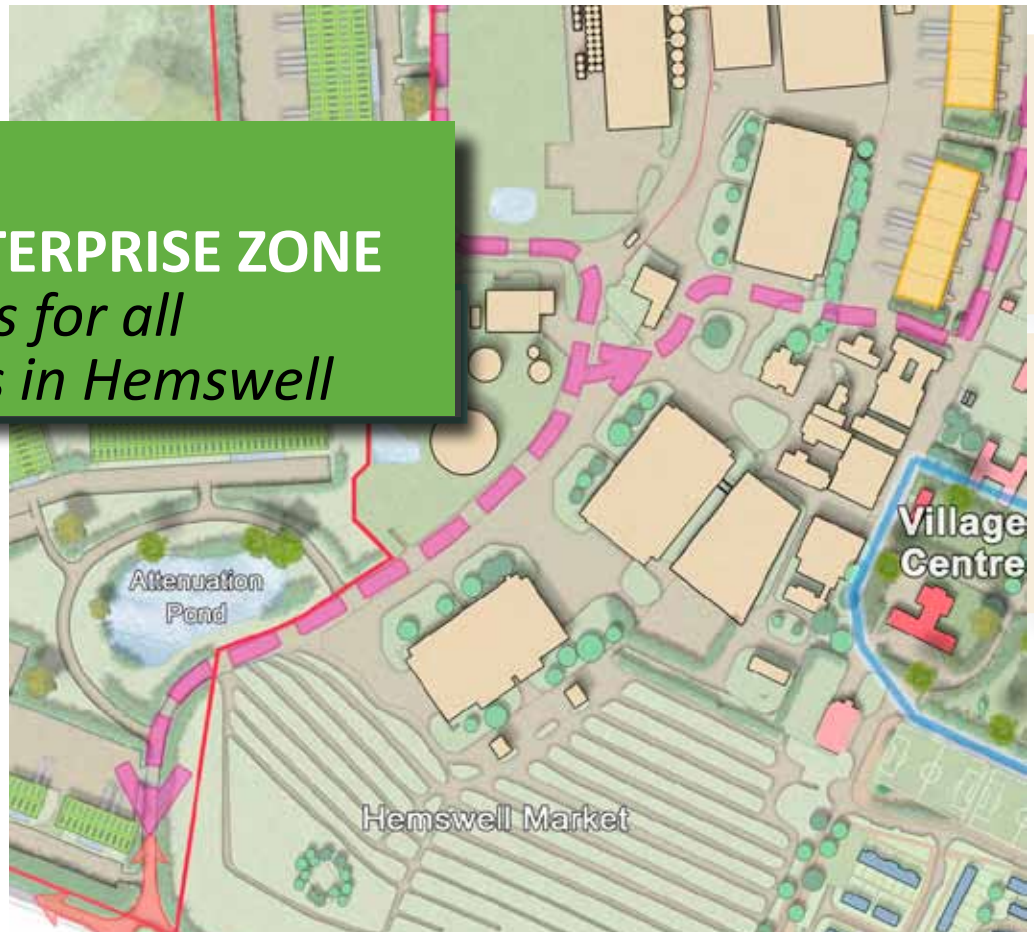 TERPRISE ZONE
s for all
s in Hemswell
Village
Centre
Attenuation
Pond
Hemswell Market